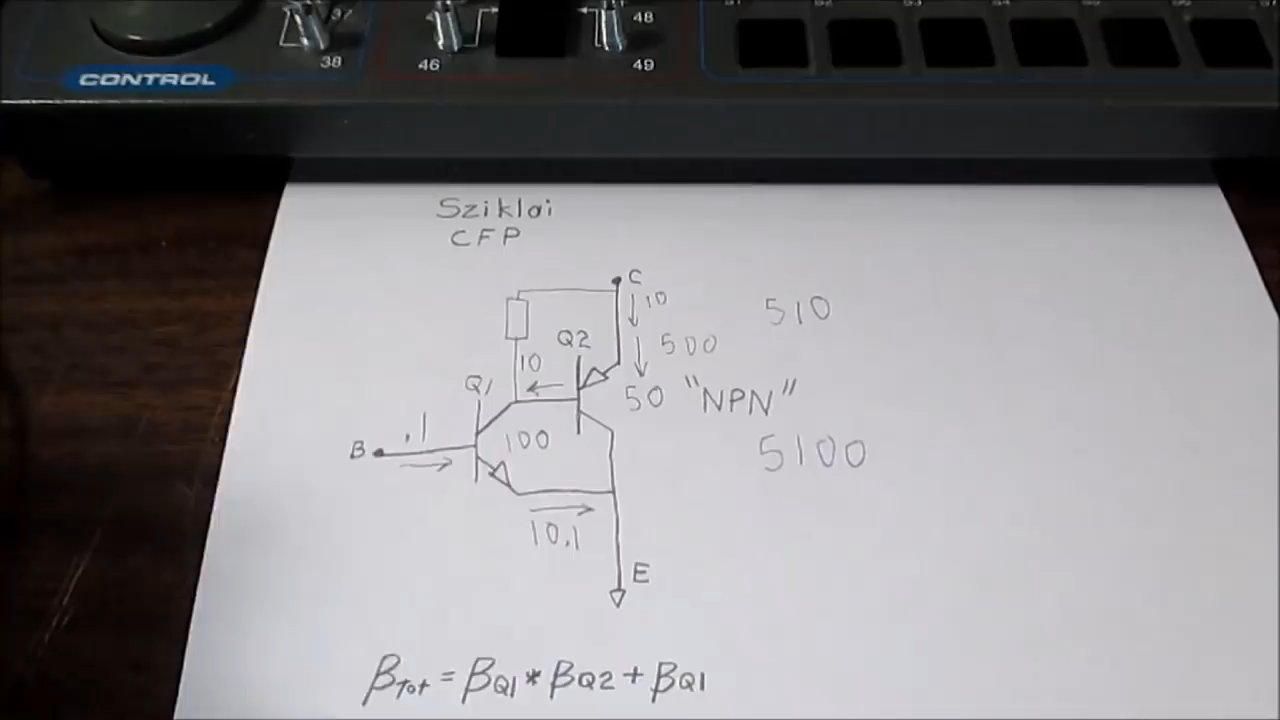 38
46
48
49
CONTROL
Sziklai
CFP
C
10
510
Q2
500
10
Q1
50 "NPN"
.1
B
100
5100
10.1
E
βTot = βQ1 * βQ2 + βQ1